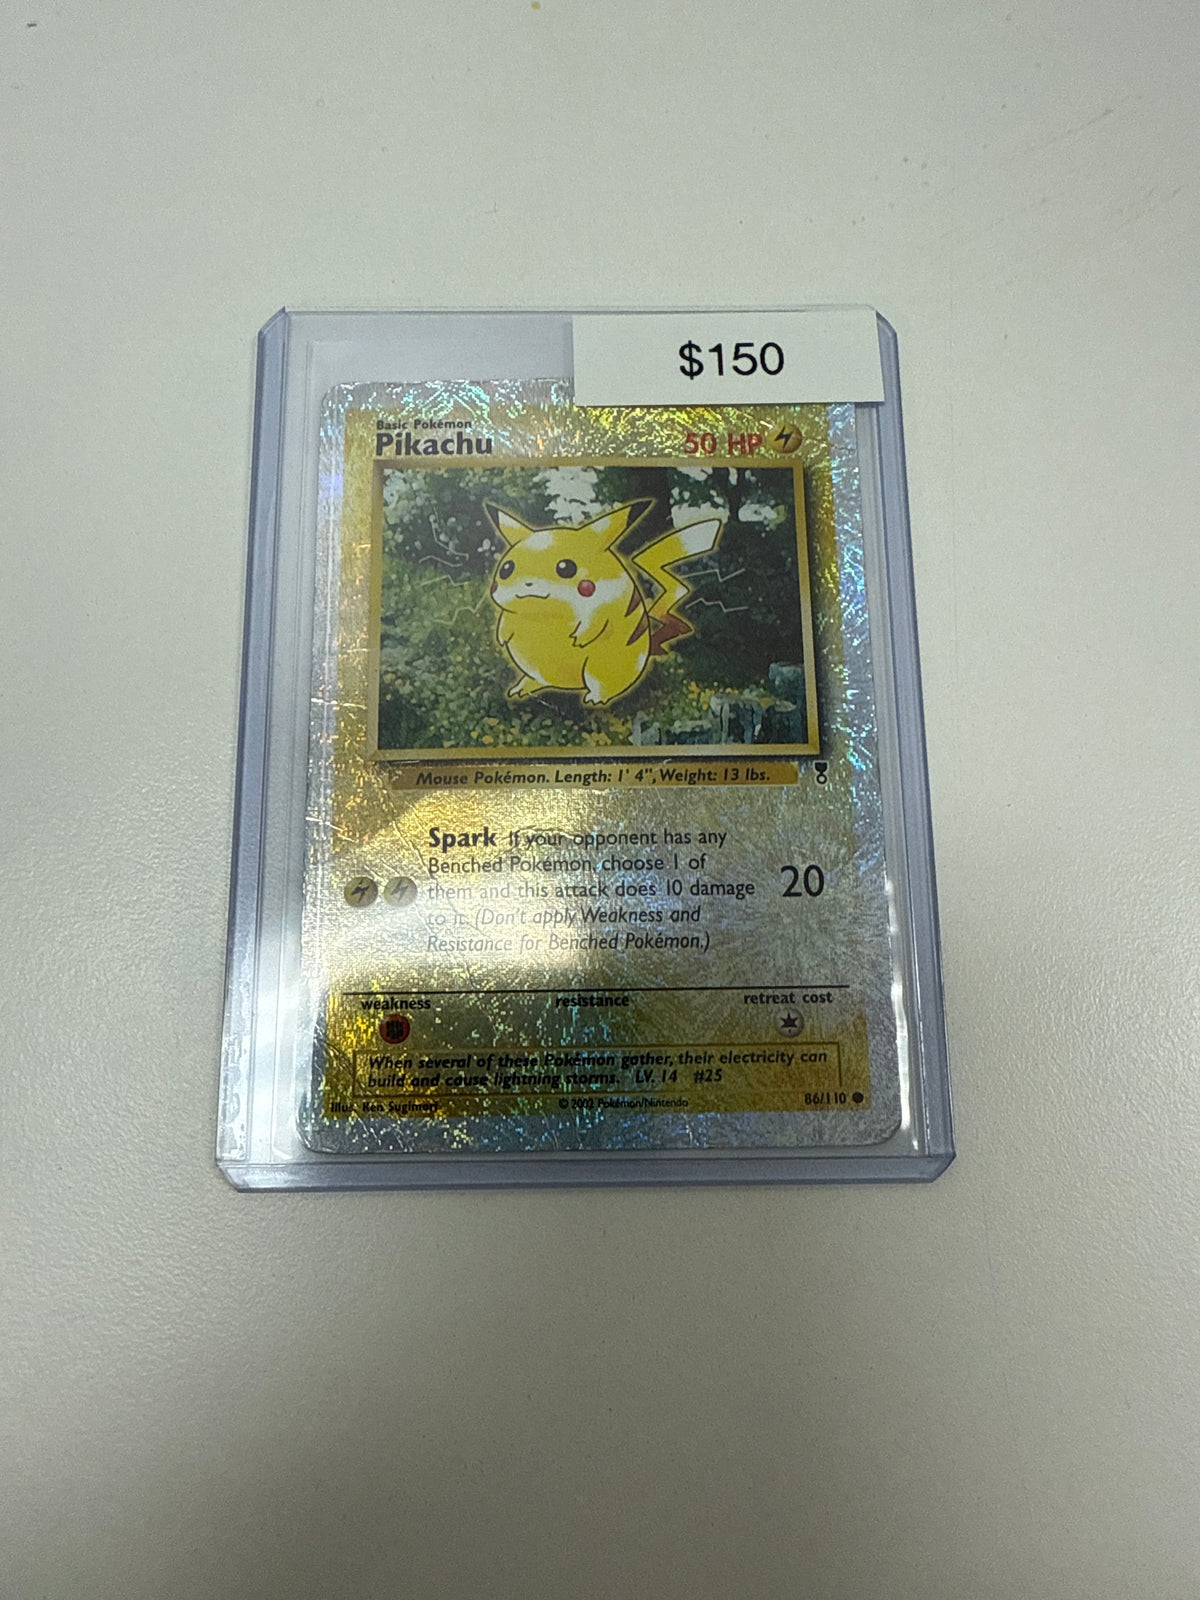 $150
Basic Pokémon
Pikachu 50 HP
Mouse Pokémon. Length: 1' 4", Weight: 13 lbs.
Spark If your opponent has any
Benched Pokémon, choose 1 of
them and this attack does 10 damage 20
to it. (Don't apply Weakness and
Resistance for Benched Pokémon.)
weakness resistance retreat cost
When several of these Pokémon gather, their electricity can
build and cause lightning storms. LV. 14 #25
Illus. Ken Sugimori © 2002 Pokémon/Nintendo 86/110